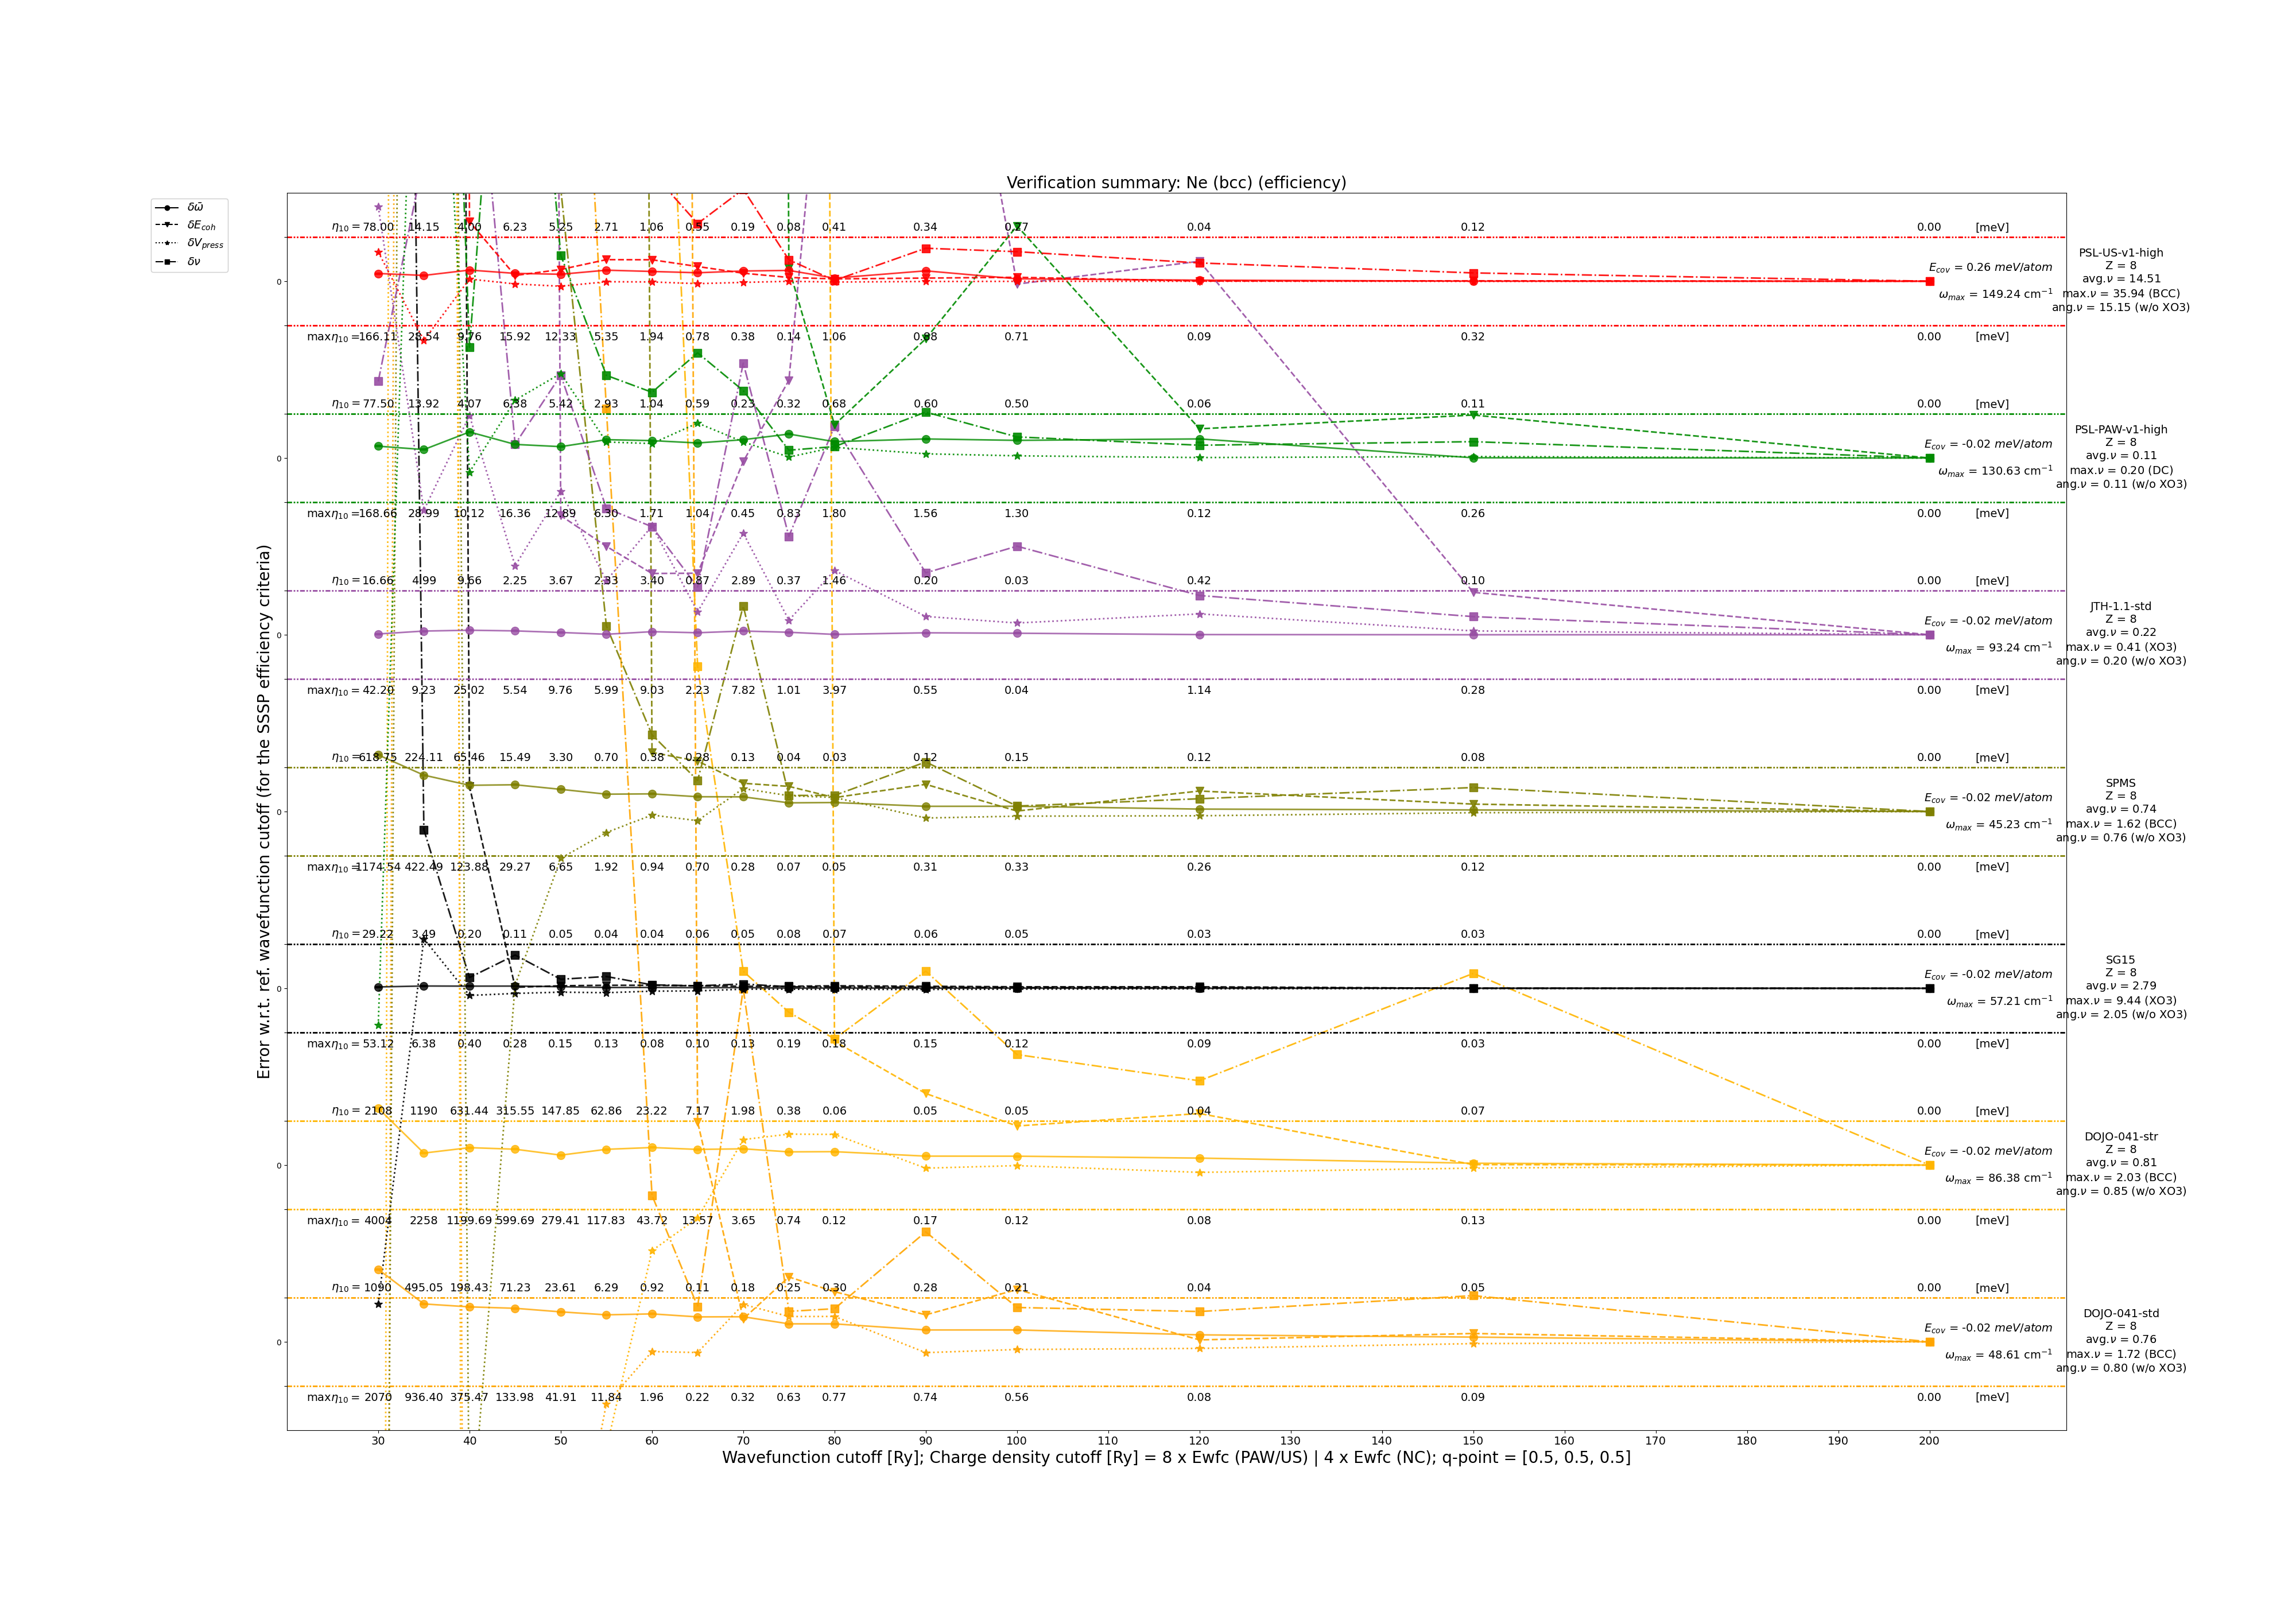 Verification summary: Ne (bcc) (efficiency)
δω̄
δE_coh
δV_press
δν
Error w.r.t. ref. wavefunction cutoff (for the SSSP efficiency criteria)
η₁₀ = 78.00 14.15 4.00 6.23 5.25 2.71 1.06 0.95 0.19 0.08 0.41 0.34 0.04 0.12 0.00 [meV]
0
E_cov = 0.26 meV/atom
ω_max = 149.24 cm⁻¹
PSL-US-v1-high
Z = 8
avg.ν = 14.51
max.ν = 35.94 (BCC)
ang.ν = 15.15 (w/o XO3)
maxη₁₀ = 166.11 28.54 9.76 15.92 12.33 5.35 1.94 0.78 0.38 0.14 1.06 0.88 0.71 0.09 0.32 0.00 [meV]
η₁₀ = 77.50 13.92 4.07 6.38 5.42 2.93 1.04 0.59 0.23 0.32 0.68 0.60 0.50 0.06 0.11 0.00 [meV]
0
E_cov = -0.02 meV/atom
ω_max = 130.63 cm⁻¹
PSL-PAW-v1-high
Z = 8
avg.ν = 0.11
max.ν = 0.20 (DC)
ang.ν = 0.11 (w/o XO3)
maxη₁₀ = 168.66 28.99 10.12 16.36 12.89 6.30 1.71 1.04 0.45 0.83 1.80 1.56 1.30 0.12 0.26 0.00 [meV]
η₁₀ = 16.66 4.99 9.66 2.25 3.67 2.33 3.40 0.87 2.89 0.37 1.46 0.20 0.03 0.42 0.10 0.00 [meV]
0
E_cov = -0.02 meV/atom
ω_max = 93.24 cm⁻¹
JTH-1.1-std
Z = 8
avg.ν = 0.22
max.ν = 0.41 (XO3)
ang.ν = 0.20 (w/o XO3)
maxη₁₀ = 42.20 9.23 25.02 5.54 9.76 5.99 9.03 2.23 7.82 1.01 3.97 0.55 0.04 1.14 0.28 0.00 [meV]
η₁₀ = 618.75 224.11 65.46 15.49 3.30 0.70 0.38 0.28 0.13 0.04 0.03 0.12 0.15 0.12 0.08 0.00 [meV]
0
E_cov = -0.02 meV/atom
ω_max = 45.23 cm⁻¹
SPMS
Z = 8
avg.ν = 0.74
max.ν = 1.62 (BCC)
ang.ν = 0.76 (w/o XO3)
maxη₁₀ = 1174.54 422.49 123.88 29.27 6.65 1.92 0.94 0.70 0.28 0.07 0.05 0.31 0.33 0.26 0.12 0.00 [meV]
η₁₀ = 29.22 3.49 0.20 0.11 0.05 0.04 0.04 0.06 0.05 0.08 0.07 0.06 0.05 0.03 0.03 0.00 [meV]
0
E_cov = -0.02 meV/atom
ω_max = 57.21 cm⁻¹
SG15
Z = 8
avg.ν = 2.79
max.ν = 9.44 (XO3)
ang.ν = 2.05 (w/o XO3)
maxη₁₀ = 53.12 6.38 0.40 0.28 0.15 0.13 0.08 0.10 0.13 0.19 0.18 0.15 0.12 0.09 0.03 0.00 [meV]
η₁₀ = 2108 1190 631.44 315.55 147.85 62.86 23.22 7.17 1.98 0.38 0.06 0.05 0.05 0.04 0.07 0.00 [meV]
0
E_cov = -0.02 meV/atom
ω_max = 86.38 cm⁻¹
DOJO-041-str
Z = 8
avg.ν = 0.81
max.ν = 2.03 (BCC)
ang.ν = 0.85 (w/o XO3)
maxη₁₀ = 4004 2258 1199.69 599.69 279.41 117.83 43.72 13.57 3.65 0.74 0.12 0.17 0.12 0.08 0.13 0.00 [meV]
η₁₀ = 1090 495.05 198.43 71.23 23.61 6.29 0.92 0.11 0.18 0.25 0.30 0.28 0.21 0.04 0.05 0.00 [meV]
0
E_cov = -0.02 meV/atom
ω_max = 48.61 cm⁻¹
DOJO-041-std
Z = 8
avg.ν = 0.76
max.ν = 1.72 (BCC)
ang.ν = 0.80 (w/o XO3)
maxη₁₀ = 2070 936.40 375.47 133.98 41.91 11.84 1.96 0.22 0.32 0.63 0.77 0.74 0.56 0.08 0.09 0.00 [meV]
30 40 50 60 70 80 90 100 110 120 130 140 150 160 170 180 190 200
Wavefunction cutoff [Ry]; Charge density cutoff [Ry] = 8 x Ewfc (PAW/US) | 4 x Ewfc (NC); q-point = [0.5, 0.5, 0.5]